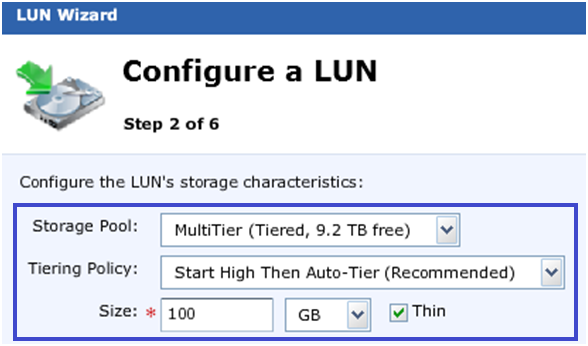 LUN Wizard
Configure a LUN
Step 2 of 6
Configure the LUN's storage characteristics:
Storage Pool: MultiTier (Tiered, 9.2 TB free)
Tiering Policy: Start High Then Auto-Tier (Recommended)
Size: * 100 GB Thin